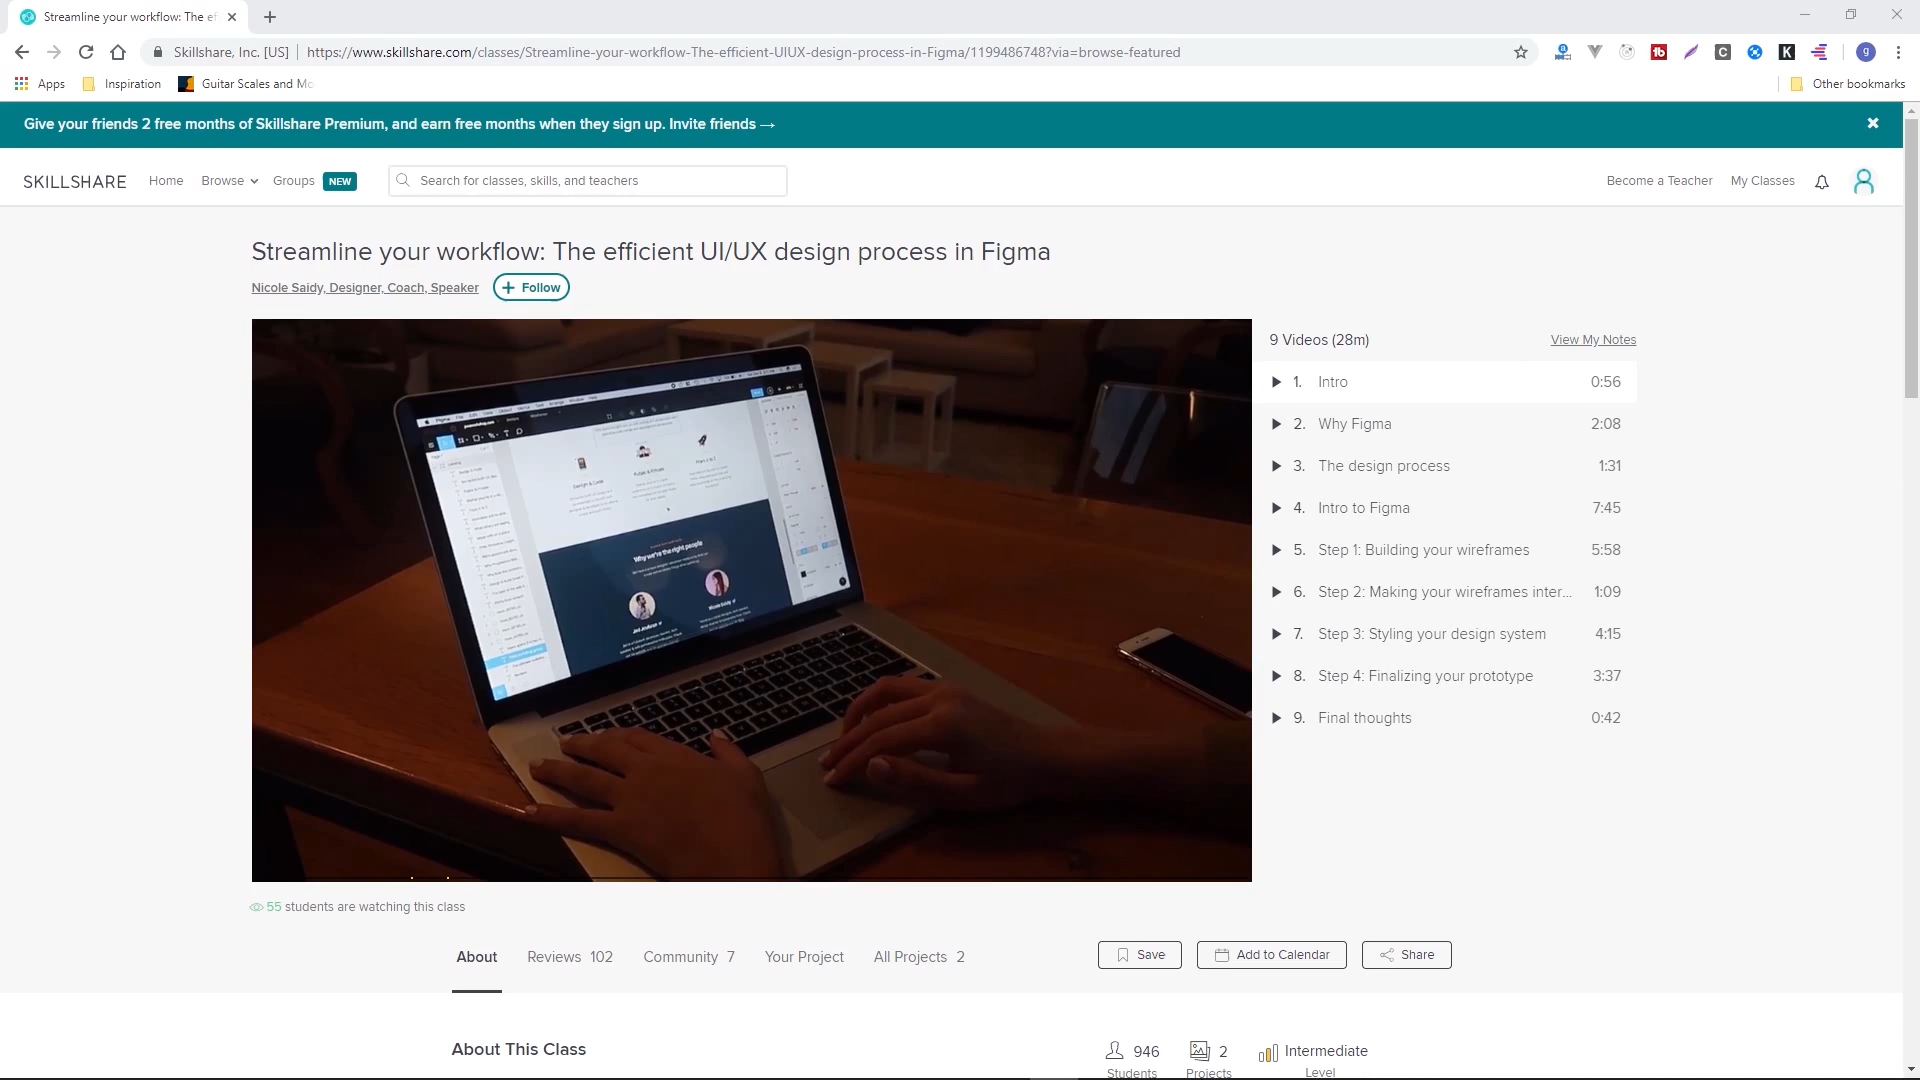 Streamline your workflow: The ef
Skillshare, Inc. [US] | https://www.skillshare.com/classes/Streamline-your-workflow-The-efficient-UIUX-design-process-in-Figma/1199486748?via=browse-featured
Apps Inspiration Guitar Scales and Mo Other bookmarks
Give your friends 2 free months of Skillshare Premium, and earn free months when they sign up. Invite friends →
SKILLSHARE Home Browse Groups NEW Search for classes, skills, and teachers Become a Teacher My Classes
Streamline your workflow: The efficient UI/UX design process in Figma
Nicole Saidy, Designer, Coach, Speaker + Follow
9 Videos (28m) View My Notes
1. Intro 0:56
2. Why Figma 2:08
3. The design process 1:31
4. Intro to Figma 7:45
5. Step 1: Building your wireframes 5:58
6. Step 2: Making your wireframes inter... 1:09
7. Step 3: Styling your design system 4:15
8. Step 4: Finalizing your prototype 3:37
9. Final thoughts 0:42
Design & Code
Why we're the right people
55 students are watching this class
About Reviews 102 Community 7 Your Project All Projects 2 Save Add to Calendar Share
About This Class 946 2 Intermediate
Students Projects Level